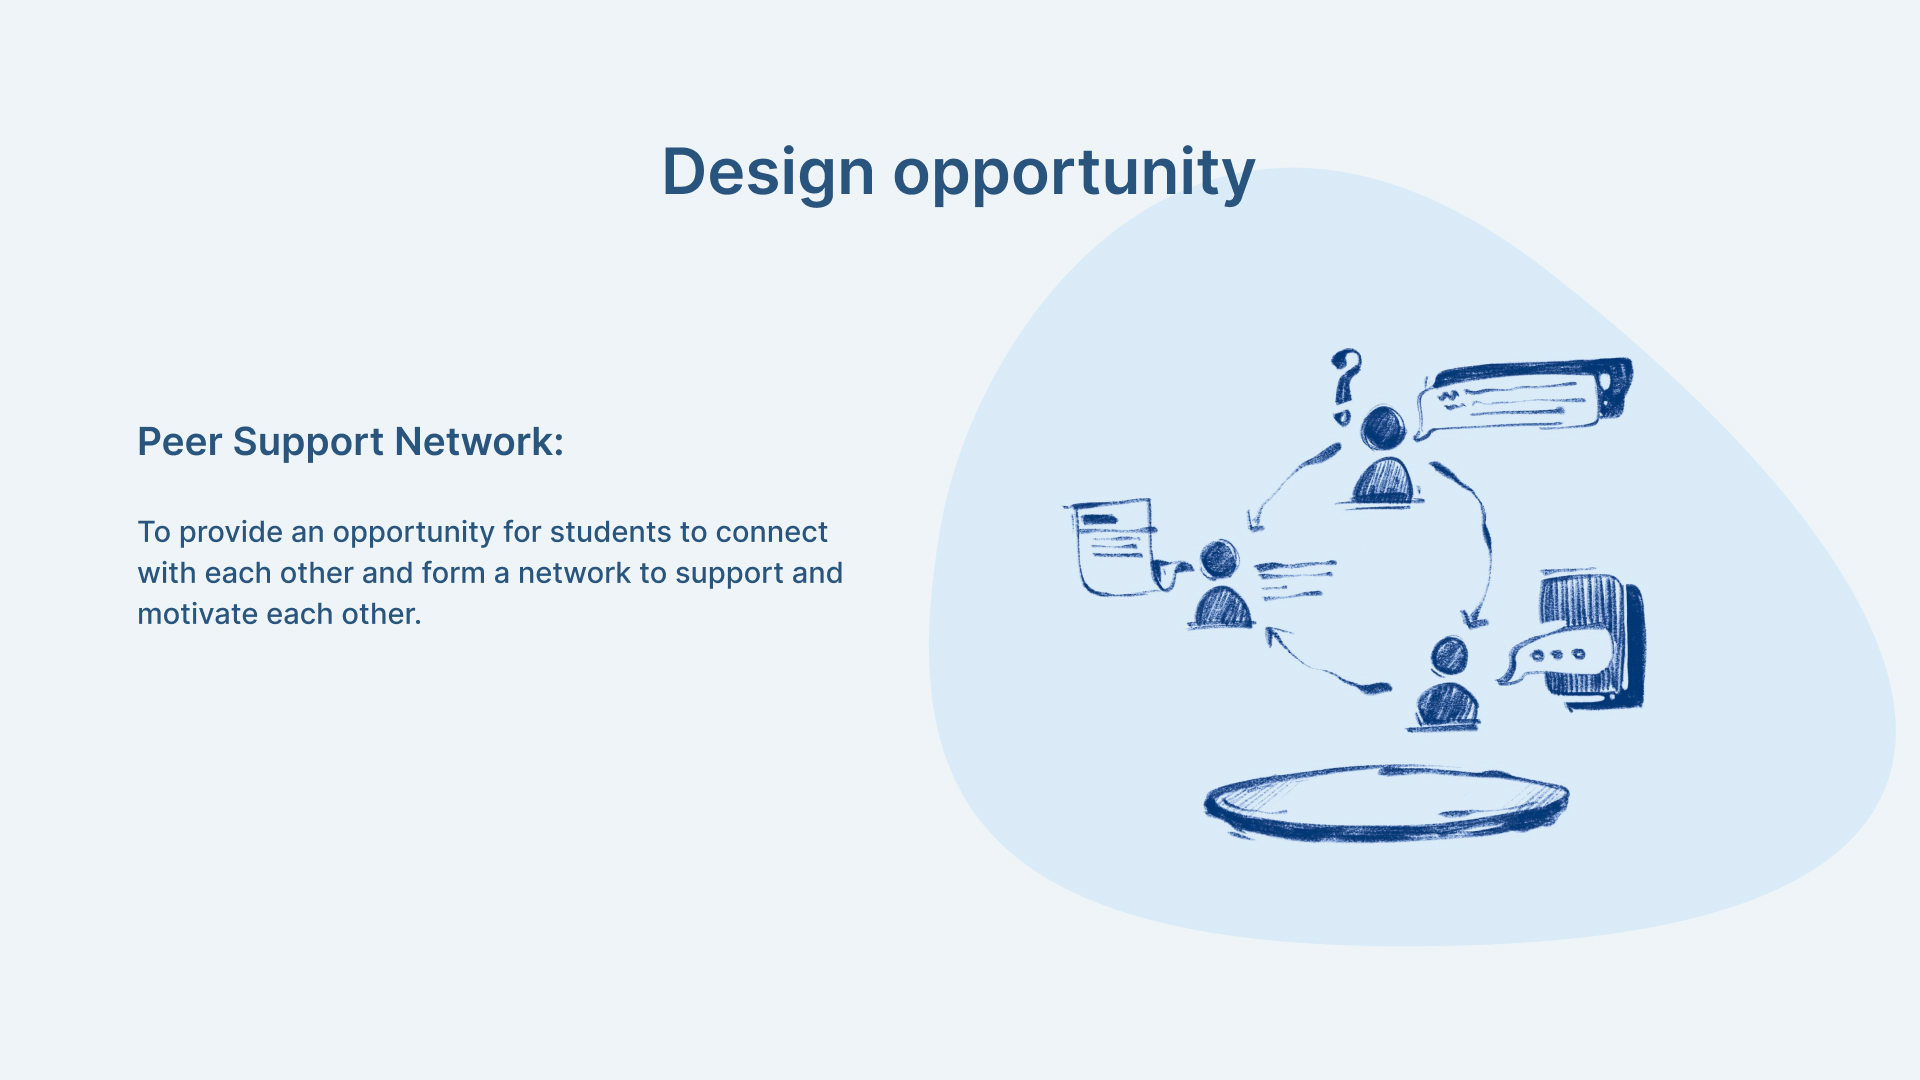 Design opportunity
Peer Support Network:
To provide an opportunity for students to connect
with each other and form a network to support and
motivate each other.
?